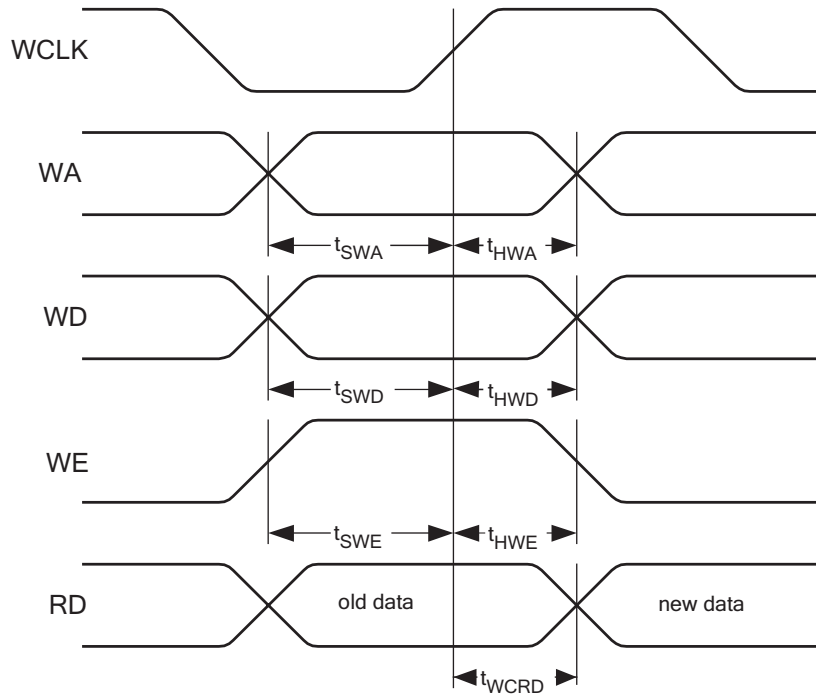 WCLK
WA
tSWA tHWA
WD
tSWD tHWD
WE
tSWE tHWE
RD old data new data
tWCRD